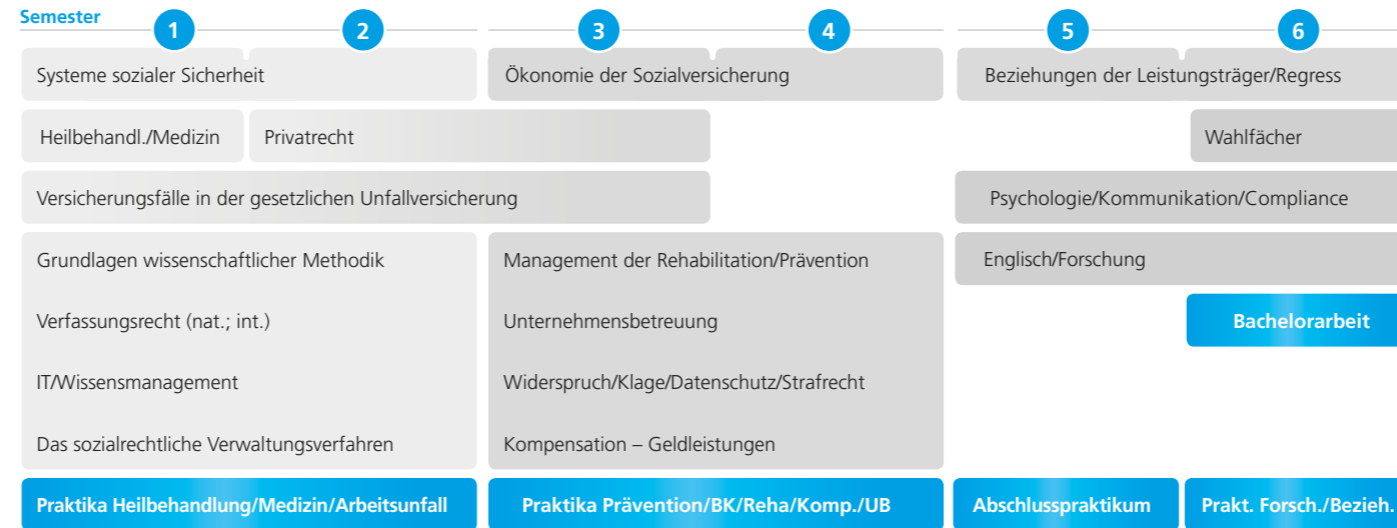 Semester
1 2 3 4 5 6
Systeme sozialer Sicherheit Ökonomie der Sozialversicherung Beziehungen der Leistungsträger/Regress
Heilbehandl./Medizin Privatrecht Wahlfächer
Versicherungsfälle in der gesetzlichen Unfallversicherung Psychologie/Kommunikation/Compliance
Grundlagen wissenschaftlicher Methodik Management der Rehabilitation/Prävention Englisch/Forschung
Verfassungsrecht (nat.; int.) Unternehmensbetreuung Bachelorarbeit
IT/Wissensmanagement Widerspruch/Klage/Datenschutz/Strafrecht
Das sozialrechtliche Verwaltungsverfahren Kompensation – Geldleistungen
Praktika Heilbehandlung/Medizin/Arbeitsunfall Praktika Prävention/BK/Reha/Komp./UB Abschlusspraktikum Prakt. Forsch./Bezieh.